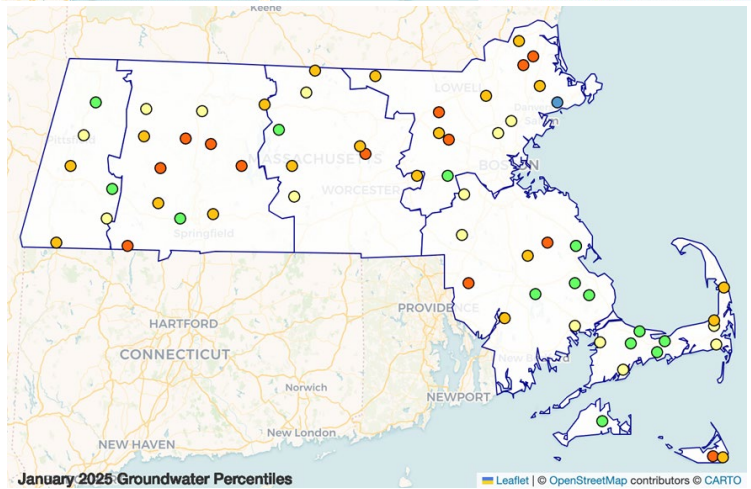 Keene
LOWELL
Salem
Pittsfield
MASSACHUSETTS
BOSTON
WORCESTER
Springfield
HARTFORD
PROVIDENCE
CONNECTICUT
New Bedford
Norwich
NEWPORT
New London
NEW HAVEN
January 2025 Groundwater Percentiles
Leaflet | © OpenStreetMap contributors © CARTO